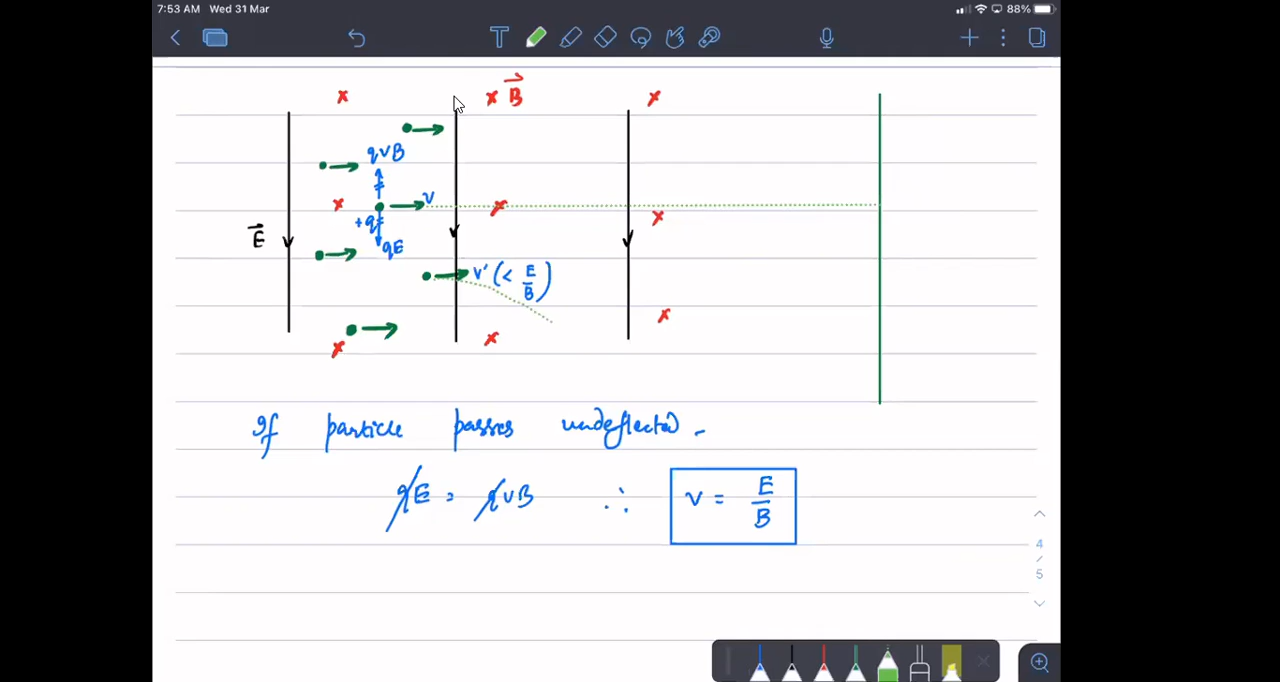 7:53 AM Wed 31 Mar
88%
T
x
x B⃗
x
qvB
x
v
x
x
+q
E⃗
qE
v' (< E/B)
x
x
x
If particle passes undeflected.
qE = qvB ∴ v = E/B
4
/
5